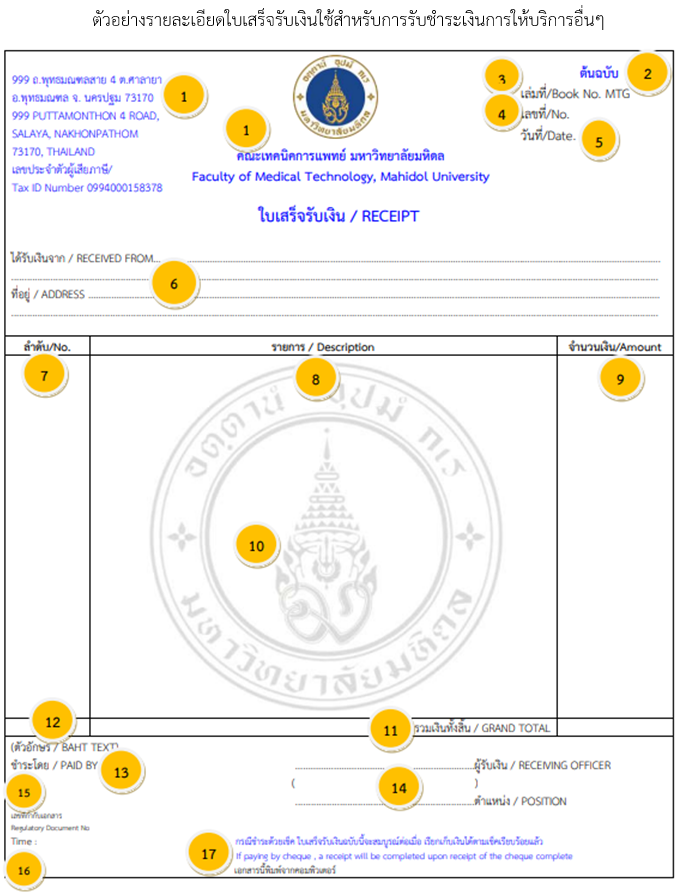 ตัวอย่างรายละเอียดใบเสร็จรับเงินใช้สำหรับการรับชำระเงินการให้บริการอื่นๆ
999 ถ.พุทธมณฑลสาย 4 ต.ศาลายา
อ.พุทธมณฑล จ. นครปฐม 73170
999 PUTTAMONTHON 4 ROAD,
SALAYA, NAKHONPATHOM
73170, THAILAND
เลขประจำตัวผู้เสียภาษี/
Tax ID Number 0994000158378
1
อตฺตานํ อุปมํ กเร
มหาวิทยาลัยมหิดล
1
คณะเทคนิคการแพทย์ มหาวิทยาลัยมหิดล
Faculty of Medical Technology, Mahidol University
ใบเสร็จรับเงิน / RECEIPT
ต้นฉบับ 2
3 เล่มที่/Book No. MTG
4 เลขที่/No.
วันที่/Date. 5
ได้รับเงินจาก / RECEIVED FROM
6
ที่อยู่ / ADDRESS
ลำดับ/No. รายการ / Description จำนวนเงิน/Amount
7 8 9
อตฺตานํ อุปมํ กเร
10
มหาวิทยาลัยมหิดล
12 11 รวมเงินทั้งสิ้น / GRAND TOTAL
(ตัวอักษร / BAHT TEXT)
ชำระโดย / PAID BY 13 ผู้รับเงิน / RECEIVING OFFICER
15 ( 14 )
ตำแหน่ง / POSITION
เลขที่กำกับเอกสาร
Regulatory Document No
Time :
16
17 กรณีชำระด้วยเช็ค ใบเสร็จรับเงินฉบับนี้จะสมบูรณ์ต่อเมื่อ เรียกเก็บเงินได้ตามเช็คเรียบร้อยแล้ว
If paying by cheque , a receipt will be completed upon receipt of the cheque complete
เอกสารนี้พิมพ์จากคอมพิวเตอร์